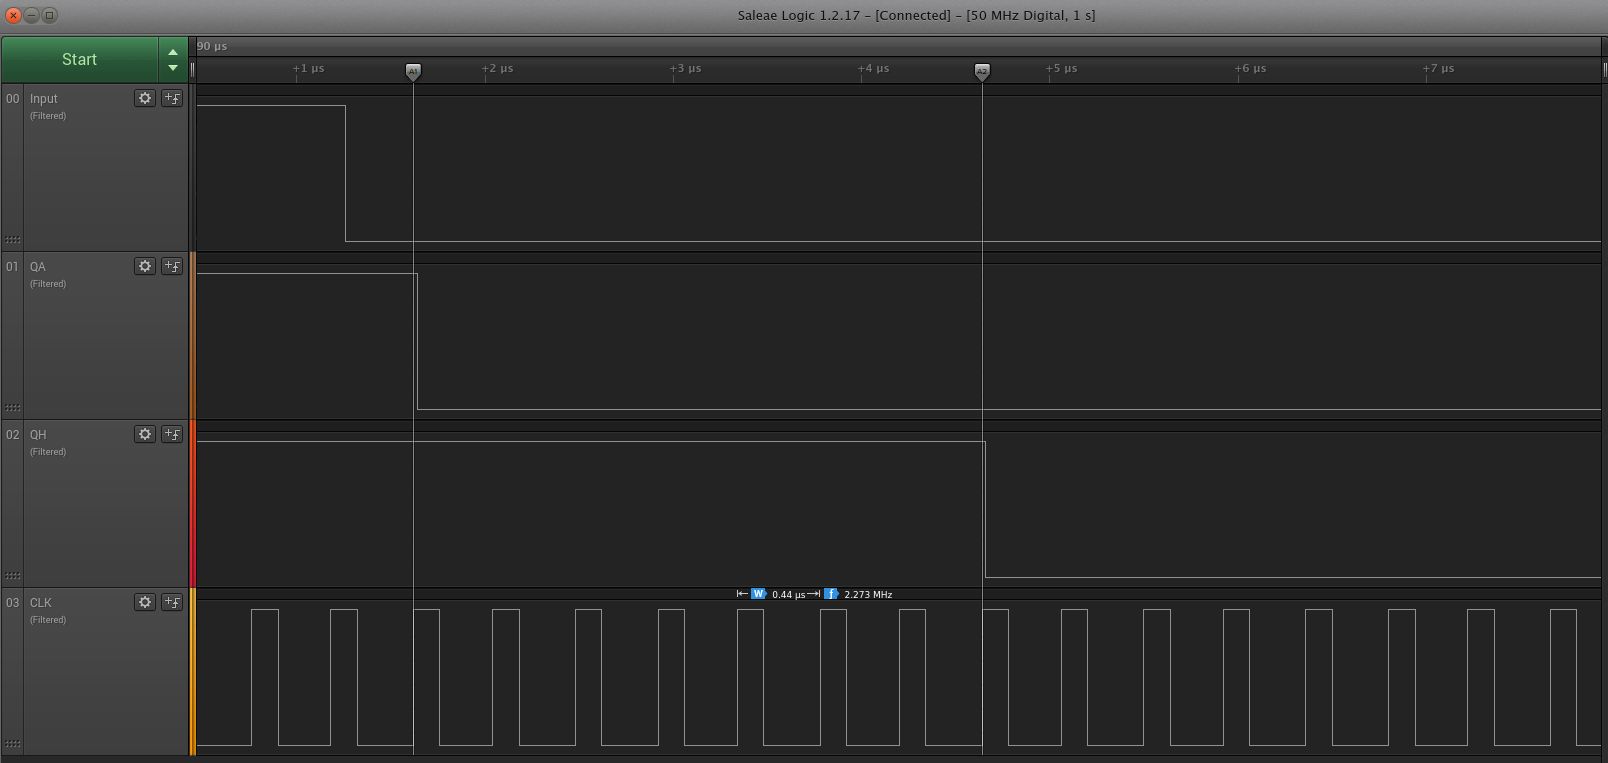 Saleae Logic 1.2.17 - [Connected] - [50 MHz Digital, 1 s]
Start
90 µs
+1 µs +2 µs +3 µs +4 µs +5 µs +6 µs +7 µs
A1 A2
00 Input
(Filtered)
01 QA
(Filtered)
02 QH
(Filtered)
W 0.44 µs f 2.273 MHz
03 CLK
(Filtered)